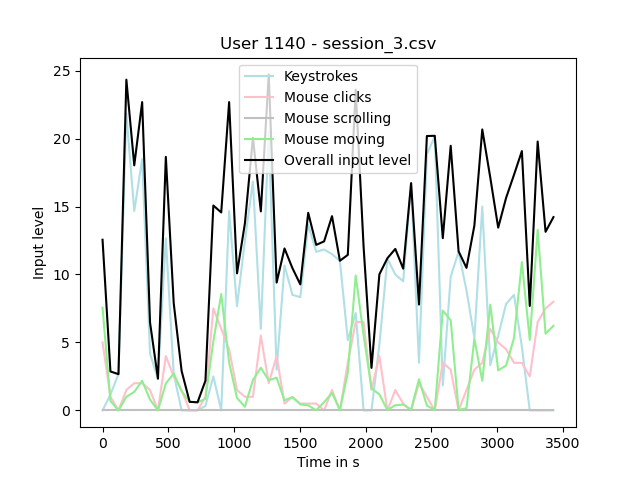 User 1140 - session_3.csv
Keystrokes
Mouse clicks
Mouse scrolling
Mouse moving
Overall input level
Input level
25
20
15
10
5
0
0 500 1000 1500 2000 2500 3000 3500
Time in s